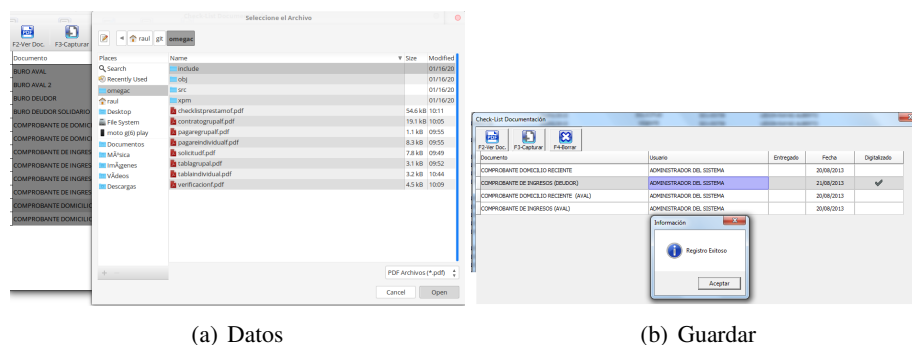 Seleccione el Archivo
F2-Ver Doc. F3-Capturar
raul git omegac
Documento
BURO AVAL
BURO AVAL 2
BURO DEUDOR
BURO DEUDOR SOLIDARIO
COMPROBANTE DE DOMIC
COMPROBANTE DE DOMIC
COMPROBANTE DE INGRES
COMPROBANTE DE INGRES
COMPROBANTE DE INGRES
COMPROBANTE DOMICILIO
COMPROBANTE DOMICILIO
Places
Search
Recently Used
omegac
raul
Desktop
File System
moto g(6) play
Documentos
MÃºsica
ImÃ¡genes
VÃ­deos
Descargas
Name Size Modified
include 01/16/20
obj 01/16/20
src 01/16/20
xpm 01/16/20
checklistprestamof.pdf 54.6 kB 10:11
contratogrupalf.pdf 19.1 kB 10:05
pagaregrupalf.pdf 1.1 kB 09:55
pagareindividualf.pdf 8.3 kB 09:55
solicitudf.pdf 7.8 kB 09:49
tablagrupal.pdf 3.1 kB 09:52
tablaindividual.pdf 3.2 kB 10:44
verificacionf.pdf 4.5 kB 10:09
PDF Archivos (*.pdf)
Cancel Open
(a) Datos
Check-List Documentación
F2-Ver Doc. F3-Capturar F4-Borrar
Documento Usuario Entregado Fecha Digitalizado
COMPROBANTE DOMICILIO RECIENTE ADMINISTRADOR DEL SISTEMA 20/08/2013
COMPROBANTE DE INGRESOS (DEUDOR) ADMINISTRADOR DEL SISTEMA 21/08/2013
COMPROBANTE DOMICILIO RECIENTE (AVAL) ADMINISTRADOR DEL SISTEMA 20/08/2013
COMPROBANTE DE INGRESOS (AVAL) ADMINISTRADOR DEL SISTEMA 20/08/2013
Información
Registro Exitoso
Aceptar
(b) Guardar